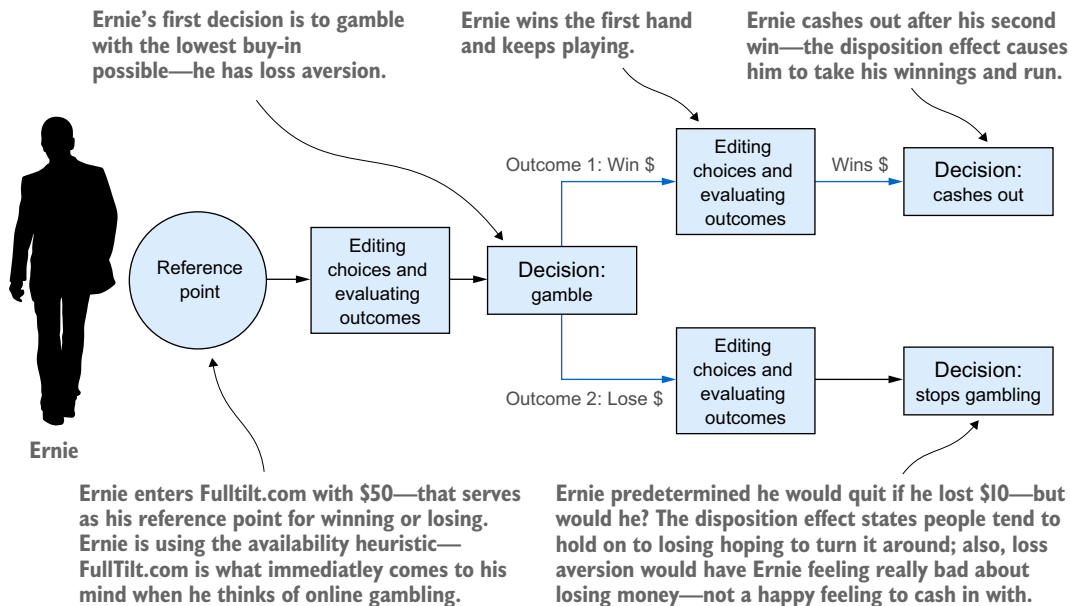 Ernie's first decision is to gamble
with the lowest buy-in
possible—he has loss aversion.
Ernie wins the first hand
and keeps playing.
Ernie cashes out after his second
win—the disposition effect causes
him to take his winnings and run.
Reference
point
Editing
choices and
evaluating
outcomes
Decision:
gamble
Outcome 1: Win $
Editing
choices and
evaluating
outcomes
Wins $
Decision:
cashes out
Outcome 2: Lose $
Editing
choices and
evaluating
outcomes
Decision:
stops gambling
Ernie
Ernie enters Fulltilt.com with $50—that serves
as his reference point for winning or losing.
Ernie is using the availability heuristic—
FullTilt.com is what immediatley comes to his
mind when he thinks of online gambling.
Ernie predetermined he would quit if he lost $10—but
would he? The disposition effect states people tend to
hold on to losing hoping to turn it around; also, loss
aversion would have Ernie feeling really bad about
losing money—not a happy feeling to cash in with.